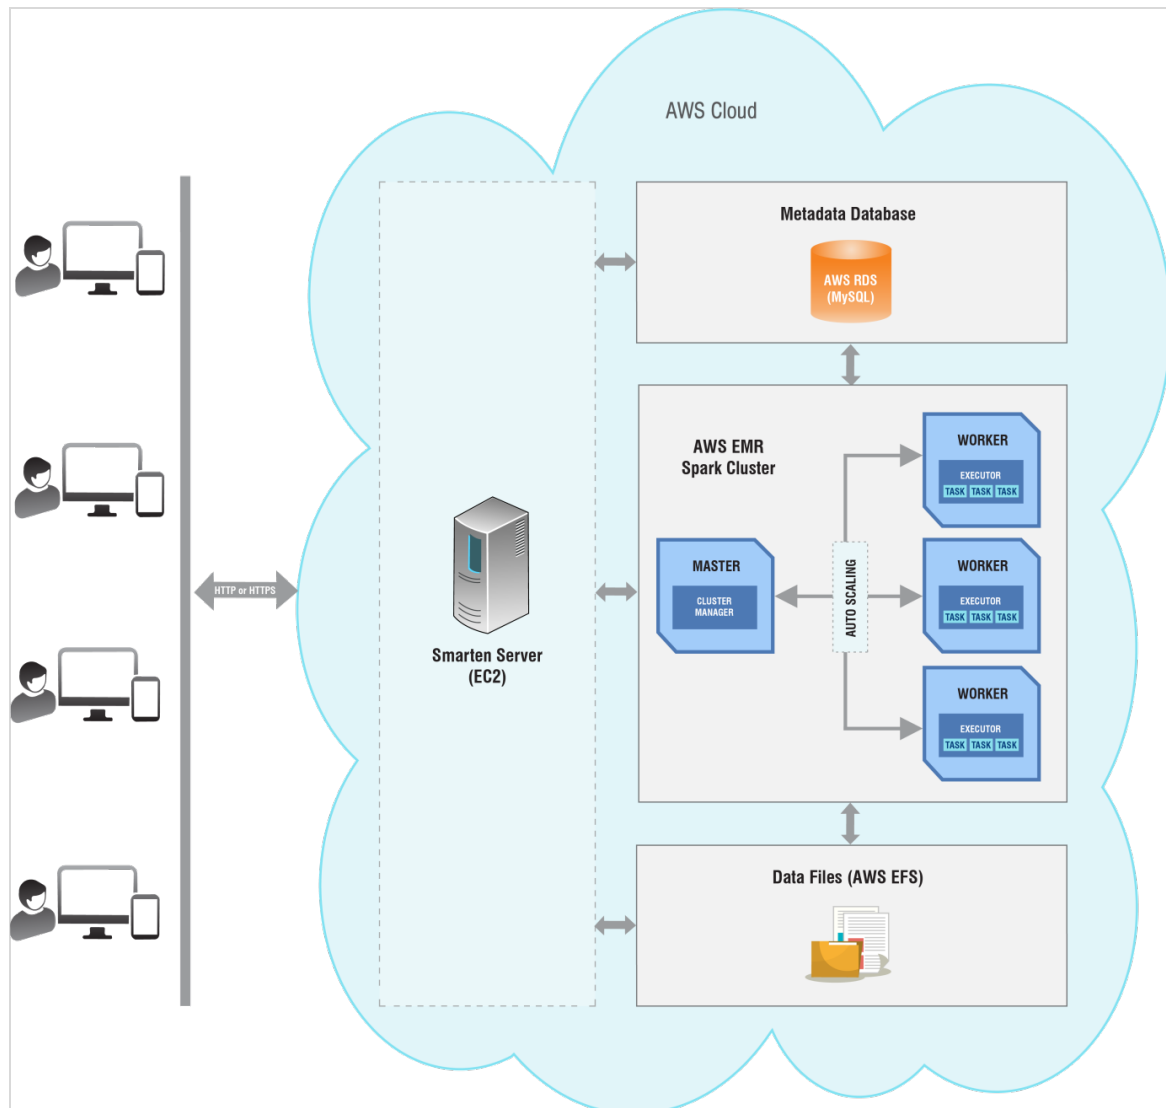 AWS Cloud
Metadata Database
AWS RDS
(MySQL)
AWS EMR
Spark Cluster
WORKER
EXECUTOR
TASK TASK TASK
MASTER
CLUSTER
MANAGER
AUTO SCALING
WORKER
EXECUTOR
TASK TASK TASK
WORKER
EXECUTOR
TASK TASK TASK
HTTP or HTTPS
Smarten Server
(EC2)
Data Files (AWS EFS)